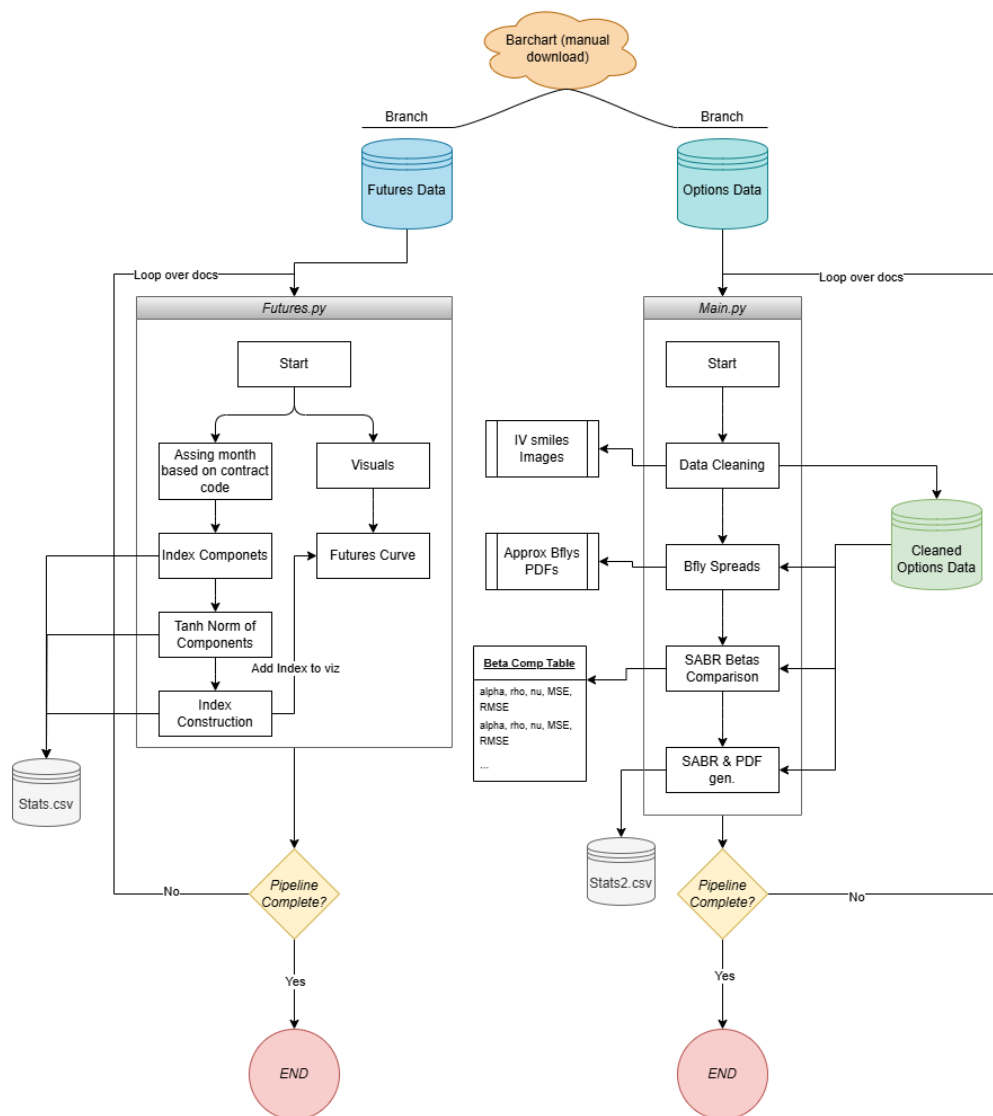 Barchart (manual
download)
Branch
Branch
Futures Data
Options Data
Loop over docs
Loop over docs
Futures.py
Start
Assing month
based on contract
code
Visuals
Index Componets
Futures Curve
Tanh Norm of
Components
Add Index to viz
Index
Construction
Stats.csv
Pipeline
Complete?
No
Yes
END
Main.py
Start
IV smiles
Images
Data Cleaning
Cleaned
Options Data
Approx Bflys
PDFs
Bfly Spreads
Beta Comp Table
alpha, rho, nu, MSE,
RMSE
alpha, rho, nu, MSE,
RMSE
...
SABR Betas
Comparison
SABR & PDF
gen.
Stats2.csv
Pipeline
Complete?
No
Yes
END